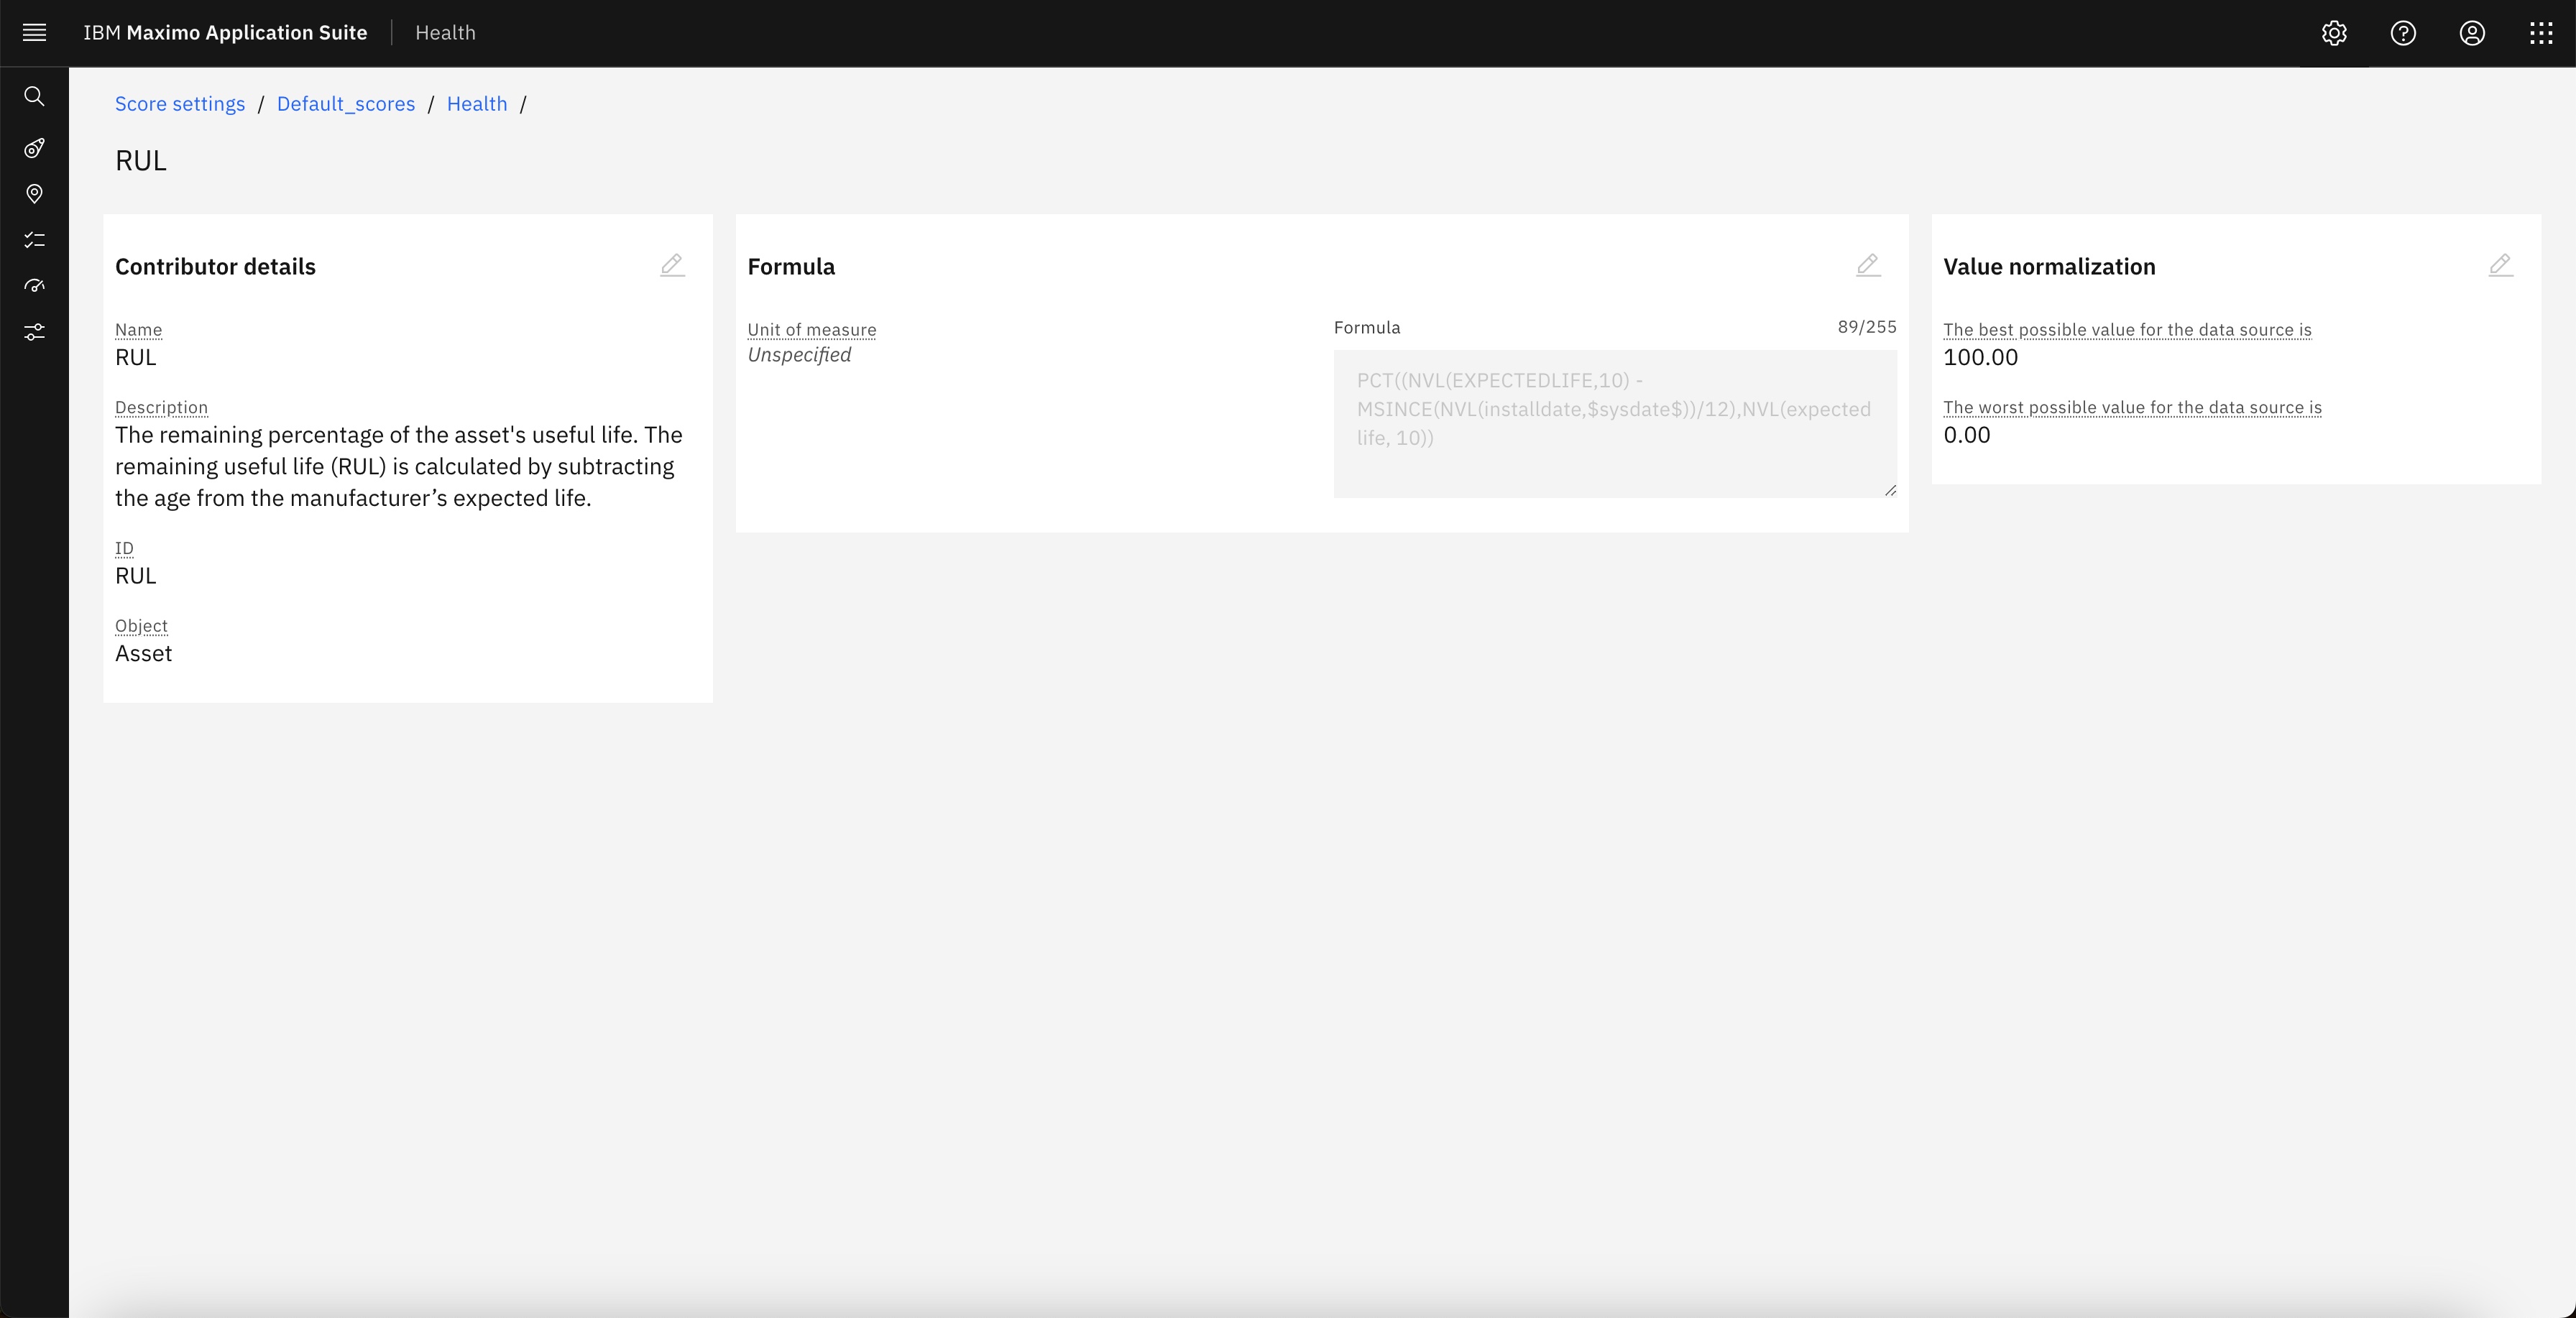 IBM Maximo Application Suite
Health
Score settings / Default_scores / Health /
RUL
Contributor details
Name
RUL
Description
The remaining percentage of the asset's useful life. The
remaining useful life (RUL) is calculated by subtracting
the age from the manufacturer’s expected life.
ID
RUL
Object
Asset
Formula
Unit of measure
Unspecified
Formula
89/255
PCT((NVL(EXPECTEDLIFE,10) -
MSINCE(NVL(installdate,$sysdate$))/12),NVL(expected
life, 10))
Value normalization
The best possible value for the data source is
100.00
The worst possible value for the data source is
0.00